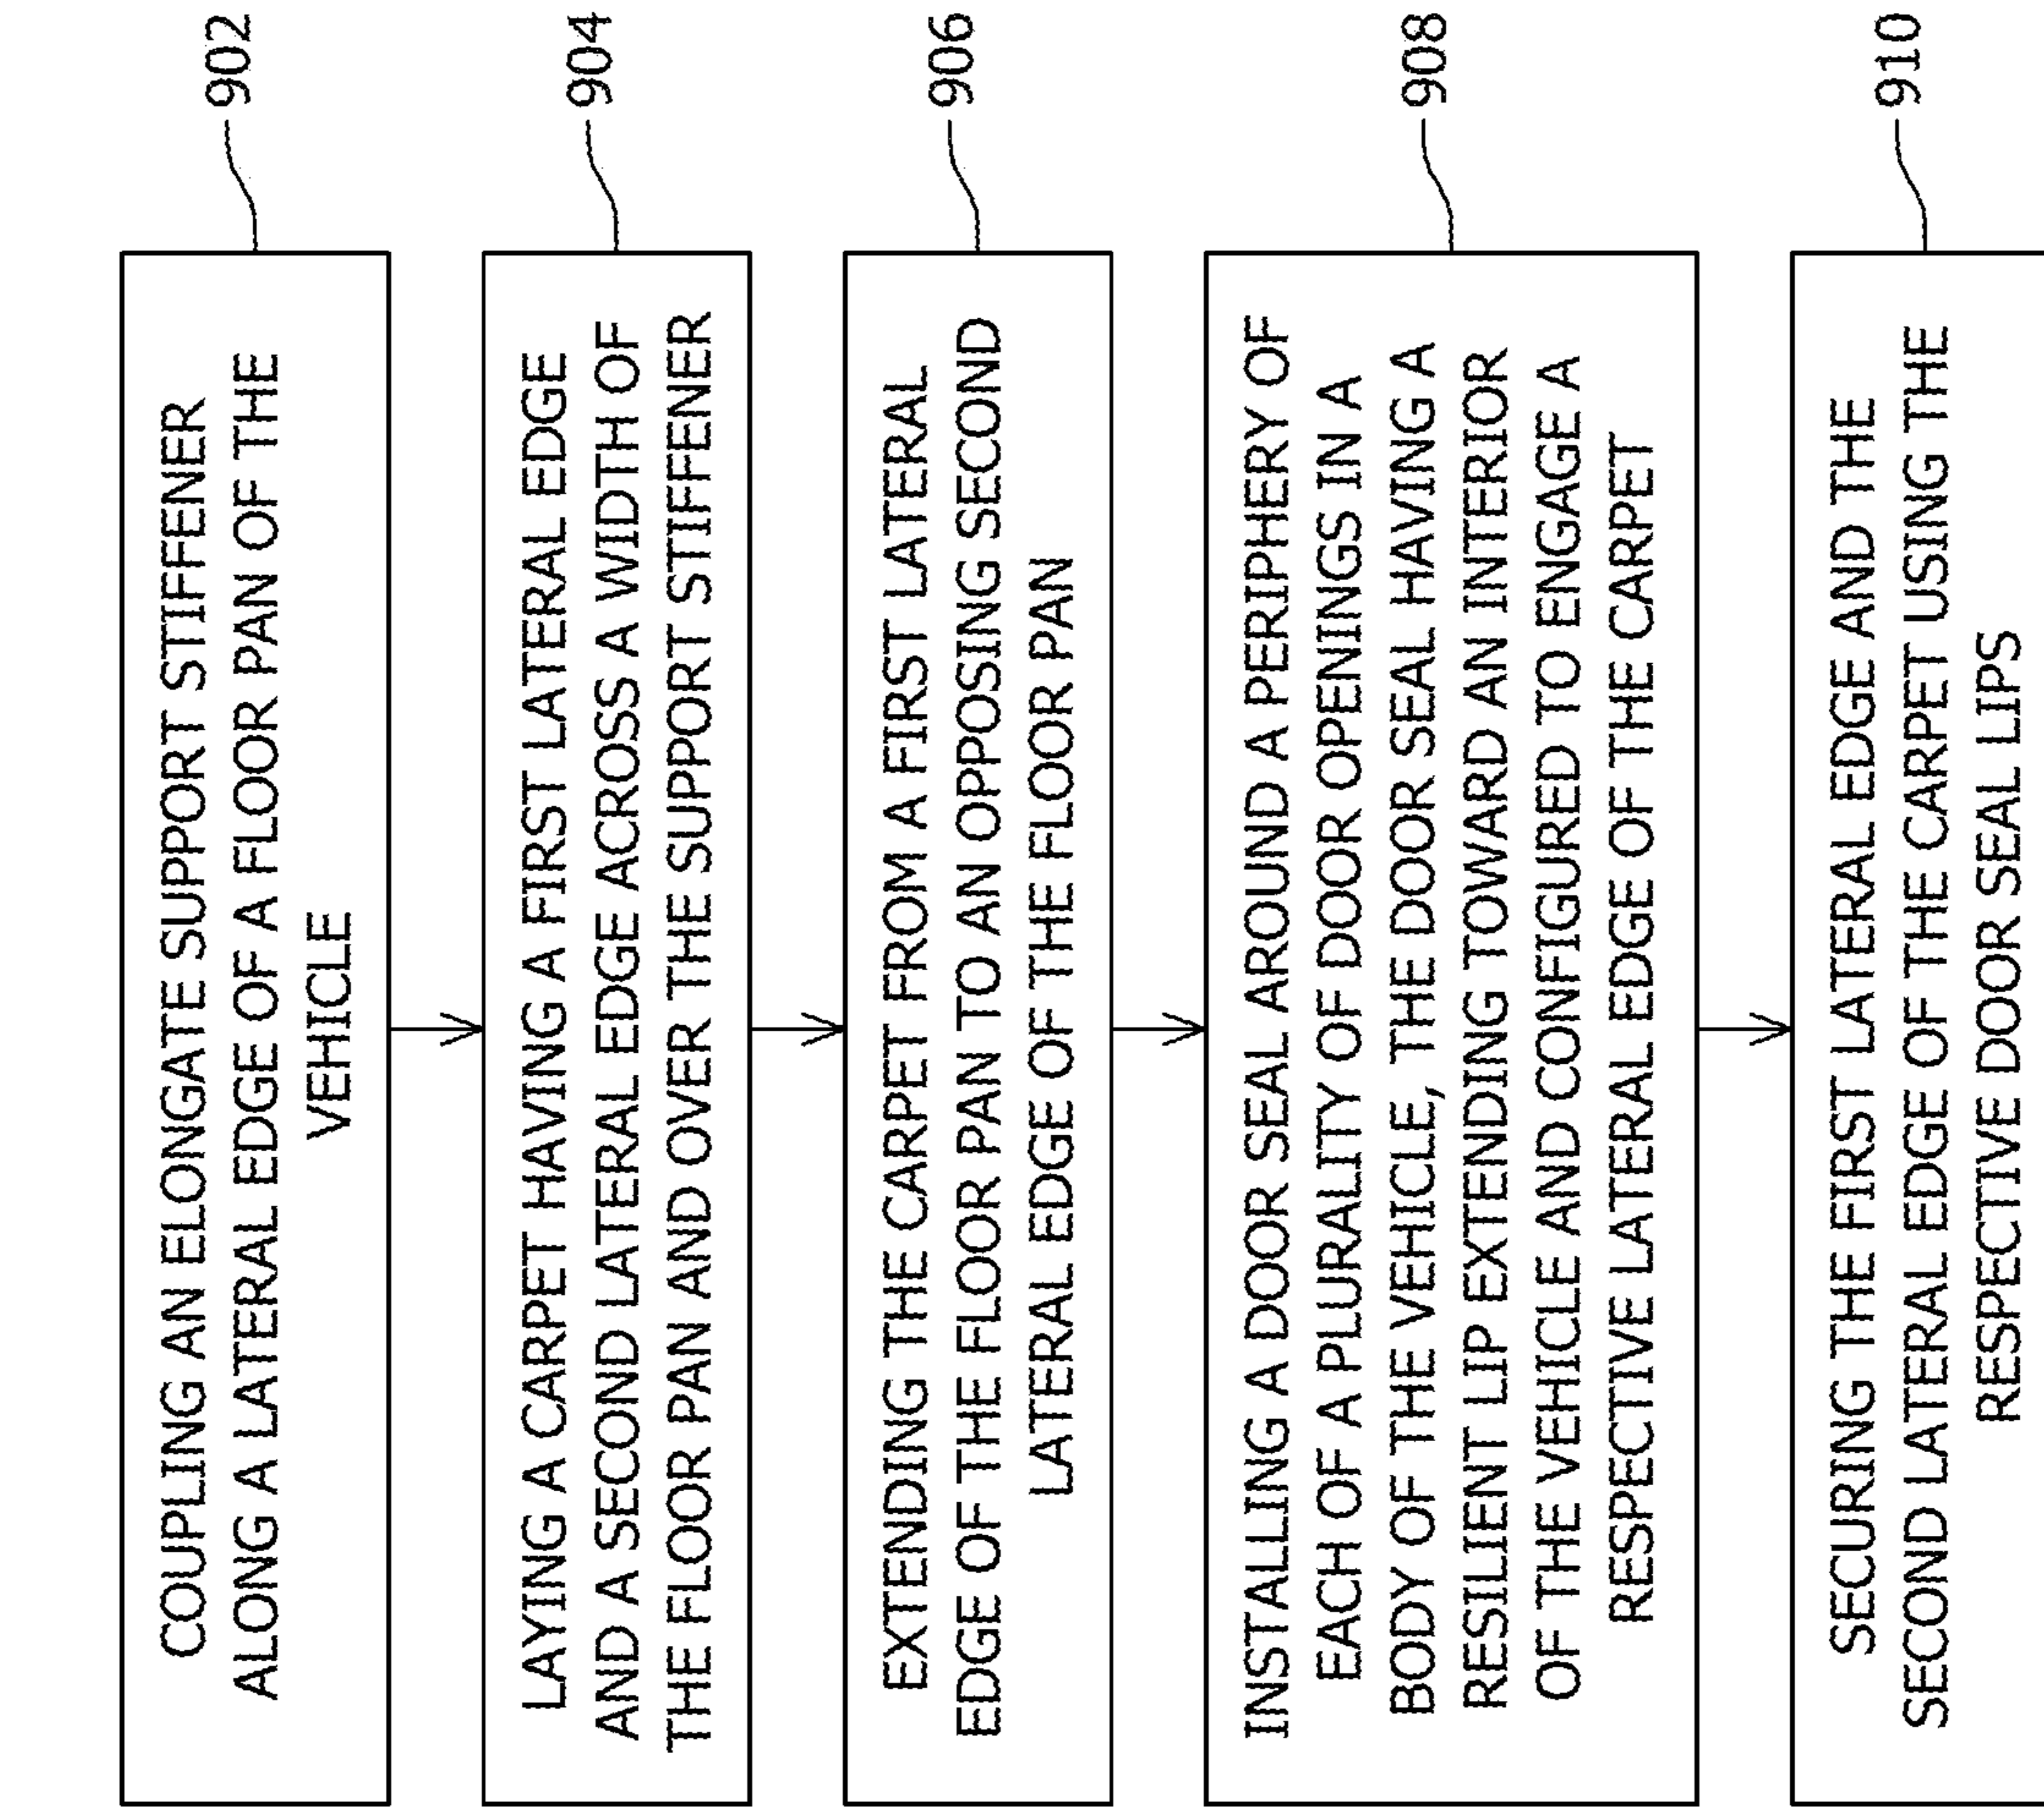 COUPLING AN ELONGATE SUPPORT STIFFENER
ALONG A LATERAL EDGE OF A FLOOR PAN OF THE
VEHICLE
902
LAYING A CARPET HAVING A FIRST LATERAL EDGE
AND A SECOND LATERAL EDGE ACROSS A WIDTH OF
THE FLOOR PAN AND OVER THE SUPPORT STIFFENER
904
EXTENDING THE CARPET FROM A FIRST LATERAL
EDGE OF THE FLOOR PAN TO AN OPPOSING SECOND
LATERAL EDGE OF THE FLOOR PAN
906
INSTALLING A DOOR SEAL AROUND A PERIPHERY OF
EACH OF A PLURALITY OF DOOR OPENINGS IN A
BODY OF THE VEHICLE, THE DOOR SEAL HAVING A
RESILIENT LIP EXTENDING TOWARD AN INTERIOR
OF THE VEHICLE AND CONFIGURED TO ENGAGE A
RESPECTIVE LATERAL EDGE OF THE CARPET
908
SECURING THE FIRST LATERAL EDGE AND THE
SECOND LATERAL EDGE OF THE CARPET USING THE
RESPECTIVE DOOR SEAL LIPS
910